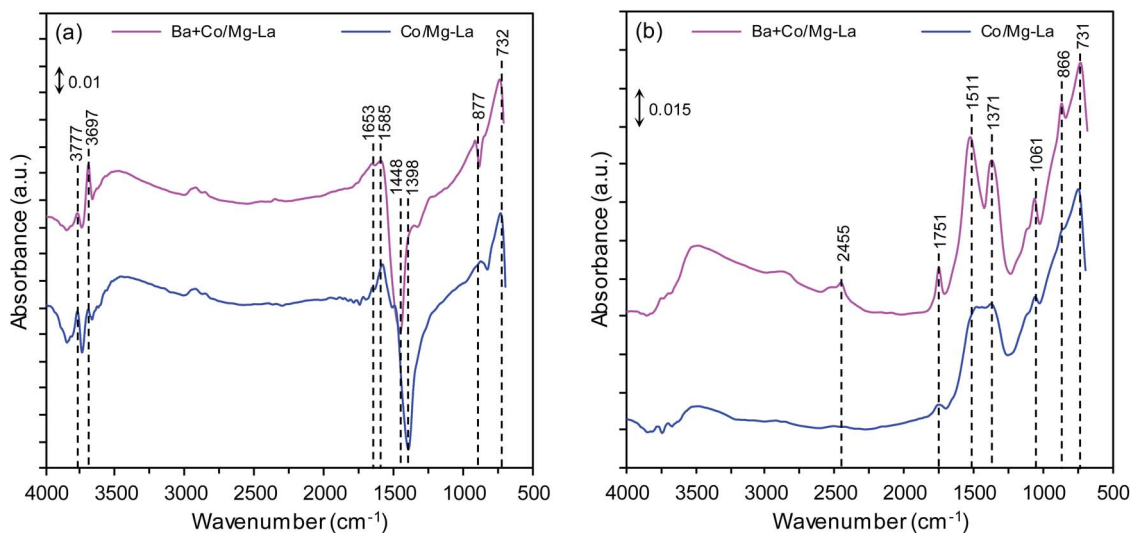 (a)
Ba+Co/Mg-La
Co/Mg-La
0.01
3777
3697
1653
1585
1448
1398
877
732
Absorbance (a.u.)
4000 3500 3000 2500 2000 1500 1000 500
Wavenumber (cm⁻¹)
(b)
Ba+Co/Mg-La
Co/Mg-La
0.015
2455
1751
1511
1371
1061
866
731
Absorbance (a.u.)
4000 3500 3000 2500 2000 1500 1000 500
Wavenumber (cm⁻¹)